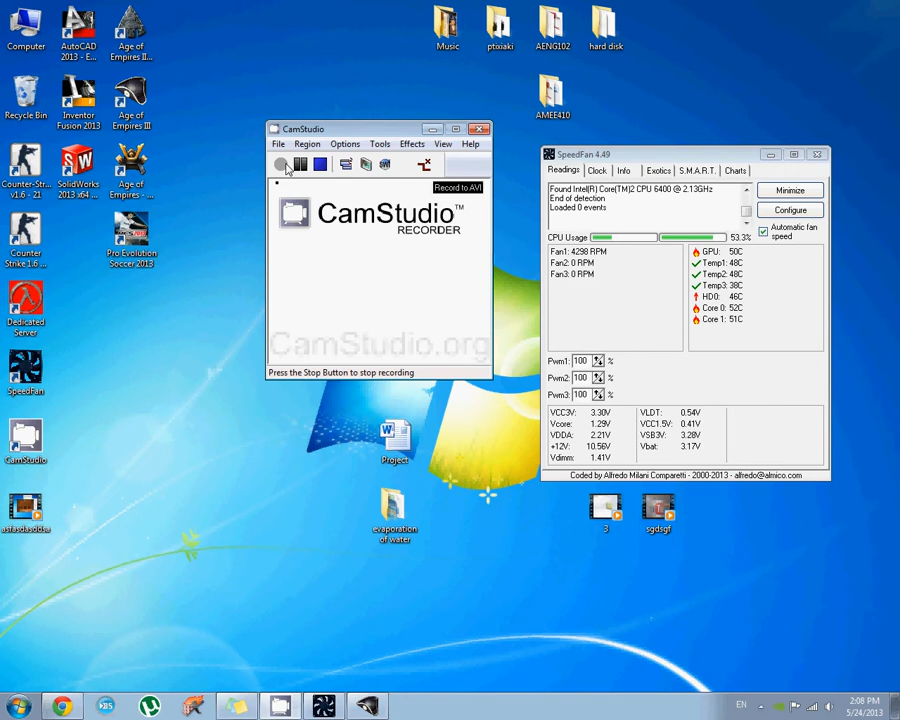 Computer
AutoCAD
2013 - E...
Age of
Empires II...
Music
ptixiaki
AENG102
hard disk
Recycle Bin
Inventor
Fusion 2013
Age of
Empires III
AMEE410
Counter-Str...
v1.6 - 21
SolidWorks
2013 x64 ...
Age of
Empires - ...
Counter
Strike 1.6 ...
Pro Evolution
Soccer 2013
Dedicated
Server
SpeedFan
CamStudio
asfasdasddsa
CamStudio
File Region Options Tools Effects View Help
Record to AVI
CamStudio™
RECORDER
CamStudio.org
Press the Stop Button to stop recording
SpeedFan 4.49
Readings Clock Info Exotics S.M.A.R.T. Charts
Found Intel(R) Core(TM)2 CPU 6400 @ 2.13GHz
End of detection
Loaded 0 events
Minimize
Configure
CPU Usage 53.3%
Automatic fan
speed
Fan1: 4298 RPM
Fan2: 0 RPM
Fan3: 0 RPM
GPU: 50C
Temp1: 48C
Temp2: 48C
Temp3: 38C
HD0: 46C
Core 0: 52C
Core 1: 51C
Pwm1: 100 %
Pwm2: 100 %
Pwm3: 100 %
VCC3V: 3.30V
Vcore: 1.29V
VDDA: 2.21V
+12V: 10.56V
Vdimm: 1.41V
VLDT: 0.54V
VCC1.5V: 0.41V
VSB3V: 3.28V
Vbat: 3.17V
Coded by Alfredo Milani Comparetti - 2000-2013 - alfredo@almico.com
Project
evaporation
of water
3
sgdsgf
EN
2:08 PM
5/24/2013